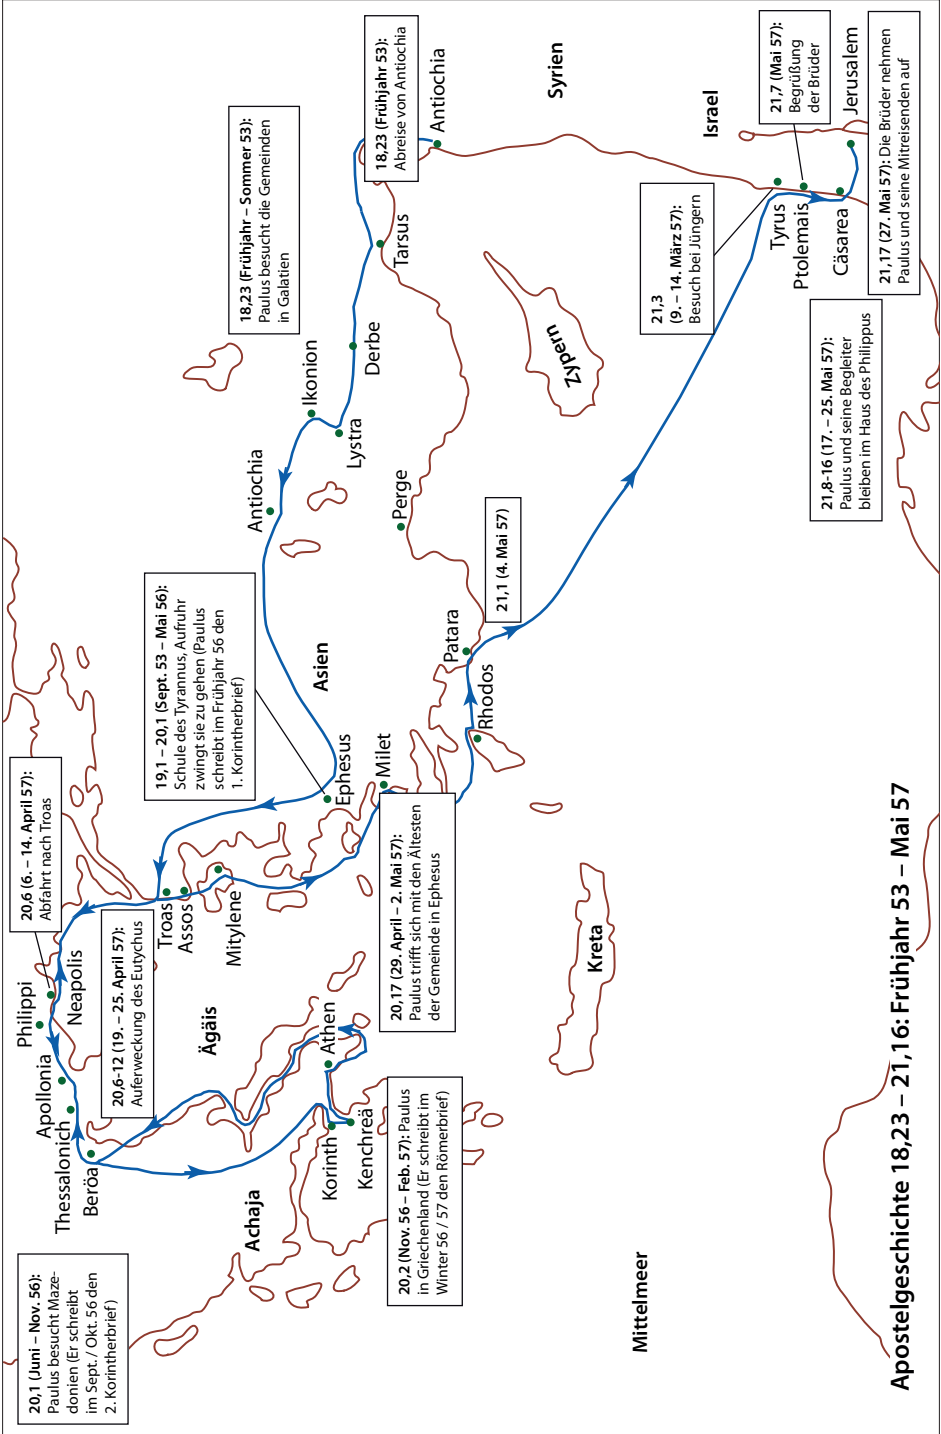 20,1 (Juni – Nov. 56):
Paulus besucht Maze-
donien (Er schreibt
im Sept. / Okt. 56 den
2. Korintherbrief)
Philippi
Neapolis
Apollonia
Thessalonich
Beröa
20,6 (6. – 14. April 57):
Abfahrt nach Troas
20,6-12 (19. – 25. April 57):
Auferweckung des Eutychus
19,1 – 20,1 (Sept. 53 – Mai 56):
Schule des Tyrannus, Aufruhr
zwingt sie zu gehen (Paulus
schreibt im Frühjahr 56 den
1. Korintherbrief)
18,23 (Frühjahr – Sommer 53):
Paulus besucht die Gemeinden
in Galatien
18,23 (Frühjahr 53):
Abreise von Antiochia
Troas
Assos
Mitylene
Ägäis
Achaja
Athen
Korinth
Kenchreä
Asien
Ephesus
Milet
Antiochia
Ikonion
Lystra
Derbe
Tarsus
Antiochia
Perge
Patara
Rhodos
Syrien
Zypern
20,2 (Nov. 56 – Feb. 57): Paulus
in Griechenland (Er schreibt im
Winter 56 / 57 den Römerbrief)
20,17 (29. April – 2. Mai 57):
Paulus trifft sich mit den Ältesten
der Gemeinde in Ephesus
21,1 (4. Mai 57)
21,3
(9. – 14. März 57):
Besuch bei Jüngern
Israel
21,7 (Mai 57):
Begrüßung
der Brüder
Tyrus
Ptolemais
Cäsarea
Jerusalem
Kreta
Mittelmeer
21,8-16 (17. – 25. Mai 57):
Paulus und seine Begleiter
bleiben im Haus des Philippus
21,17 (27. Mai 57): Die Brüder nehmen
Paulus und seine Mitreisenden auf
Apostelgeschichte 18,23 – 21,16: Frühjahr 53 – Mai 57